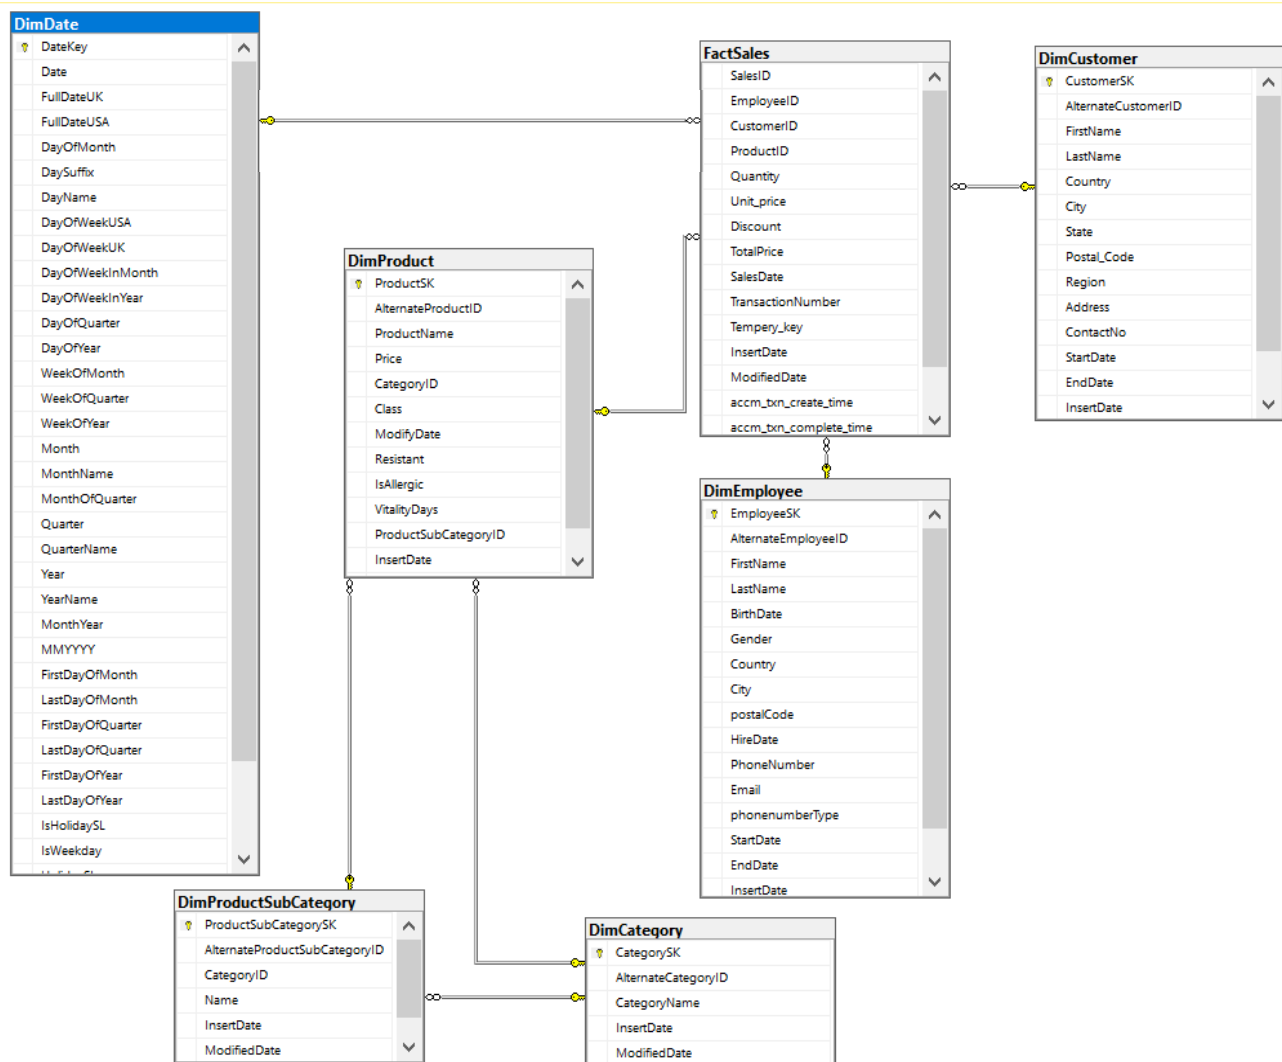 DimDate
DateKey
Date
FullDateUK
FullDateUSA
DayOfMonth
DaySuffix
DayName
DayOfWeekUSA
DayOfWeekUK
DayOfWeekInMonth
DayOfWeekInYear
DayOfQuarter
DayOfYear
WeekOfMonth
WeekOfQuarter
WeekOfYear
Month
MonthName
MonthOfQuarter
Quarter
QuarterName
Year
YearName
MonthYear
MMYYYY
FirstDayOfMonth
LastDayOfMonth
FirstDayOfQuarter
LastDayOfQuarter
FirstDayOfYear
LastDayOfYear
IsHolidaySL
IsWeekday
DimProduct
ProductSK
AlternateProductID
ProductName
Price
CategoryID
Class
ModifyDate
Resistant
IsAllergic
VitalityDays
ProductSubCategoryID
InsertDate
FactSales
SalesID
EmployeeID
CustomerID
ProductID
Quantity
Unit_price
Discount
TotalPrice
SalesDate
TransactionNumber
Tempery_key
InsertDate
ModifiedDate
accm_txn_create_time
accm_txn_complete_time
DimCustomer
CustomerSK
AlternateCustomerID
FirstName
LastName
Country
City
State
Postal_Code
Region
Address
ContactNo
StartDate
EndDate
InsertDate
DimEmployee
EmployeeSK
AlternateEmployeeID
FirstName
LastName
BirthDate
Gender
Country
City
postalCode
HireDate
PhoneNumber
Email
phonenumberType
StartDate
EndDate
InsertDate
DimProductSubCategory
ProductSubCategorySK
AlternateProductSubCategoryID
CategoryID
Name
InsertDate
ModifiedDate
DimCategory
CategorySK
AlternateCategoryID
CategoryName
InsertDate
ModifiedDate